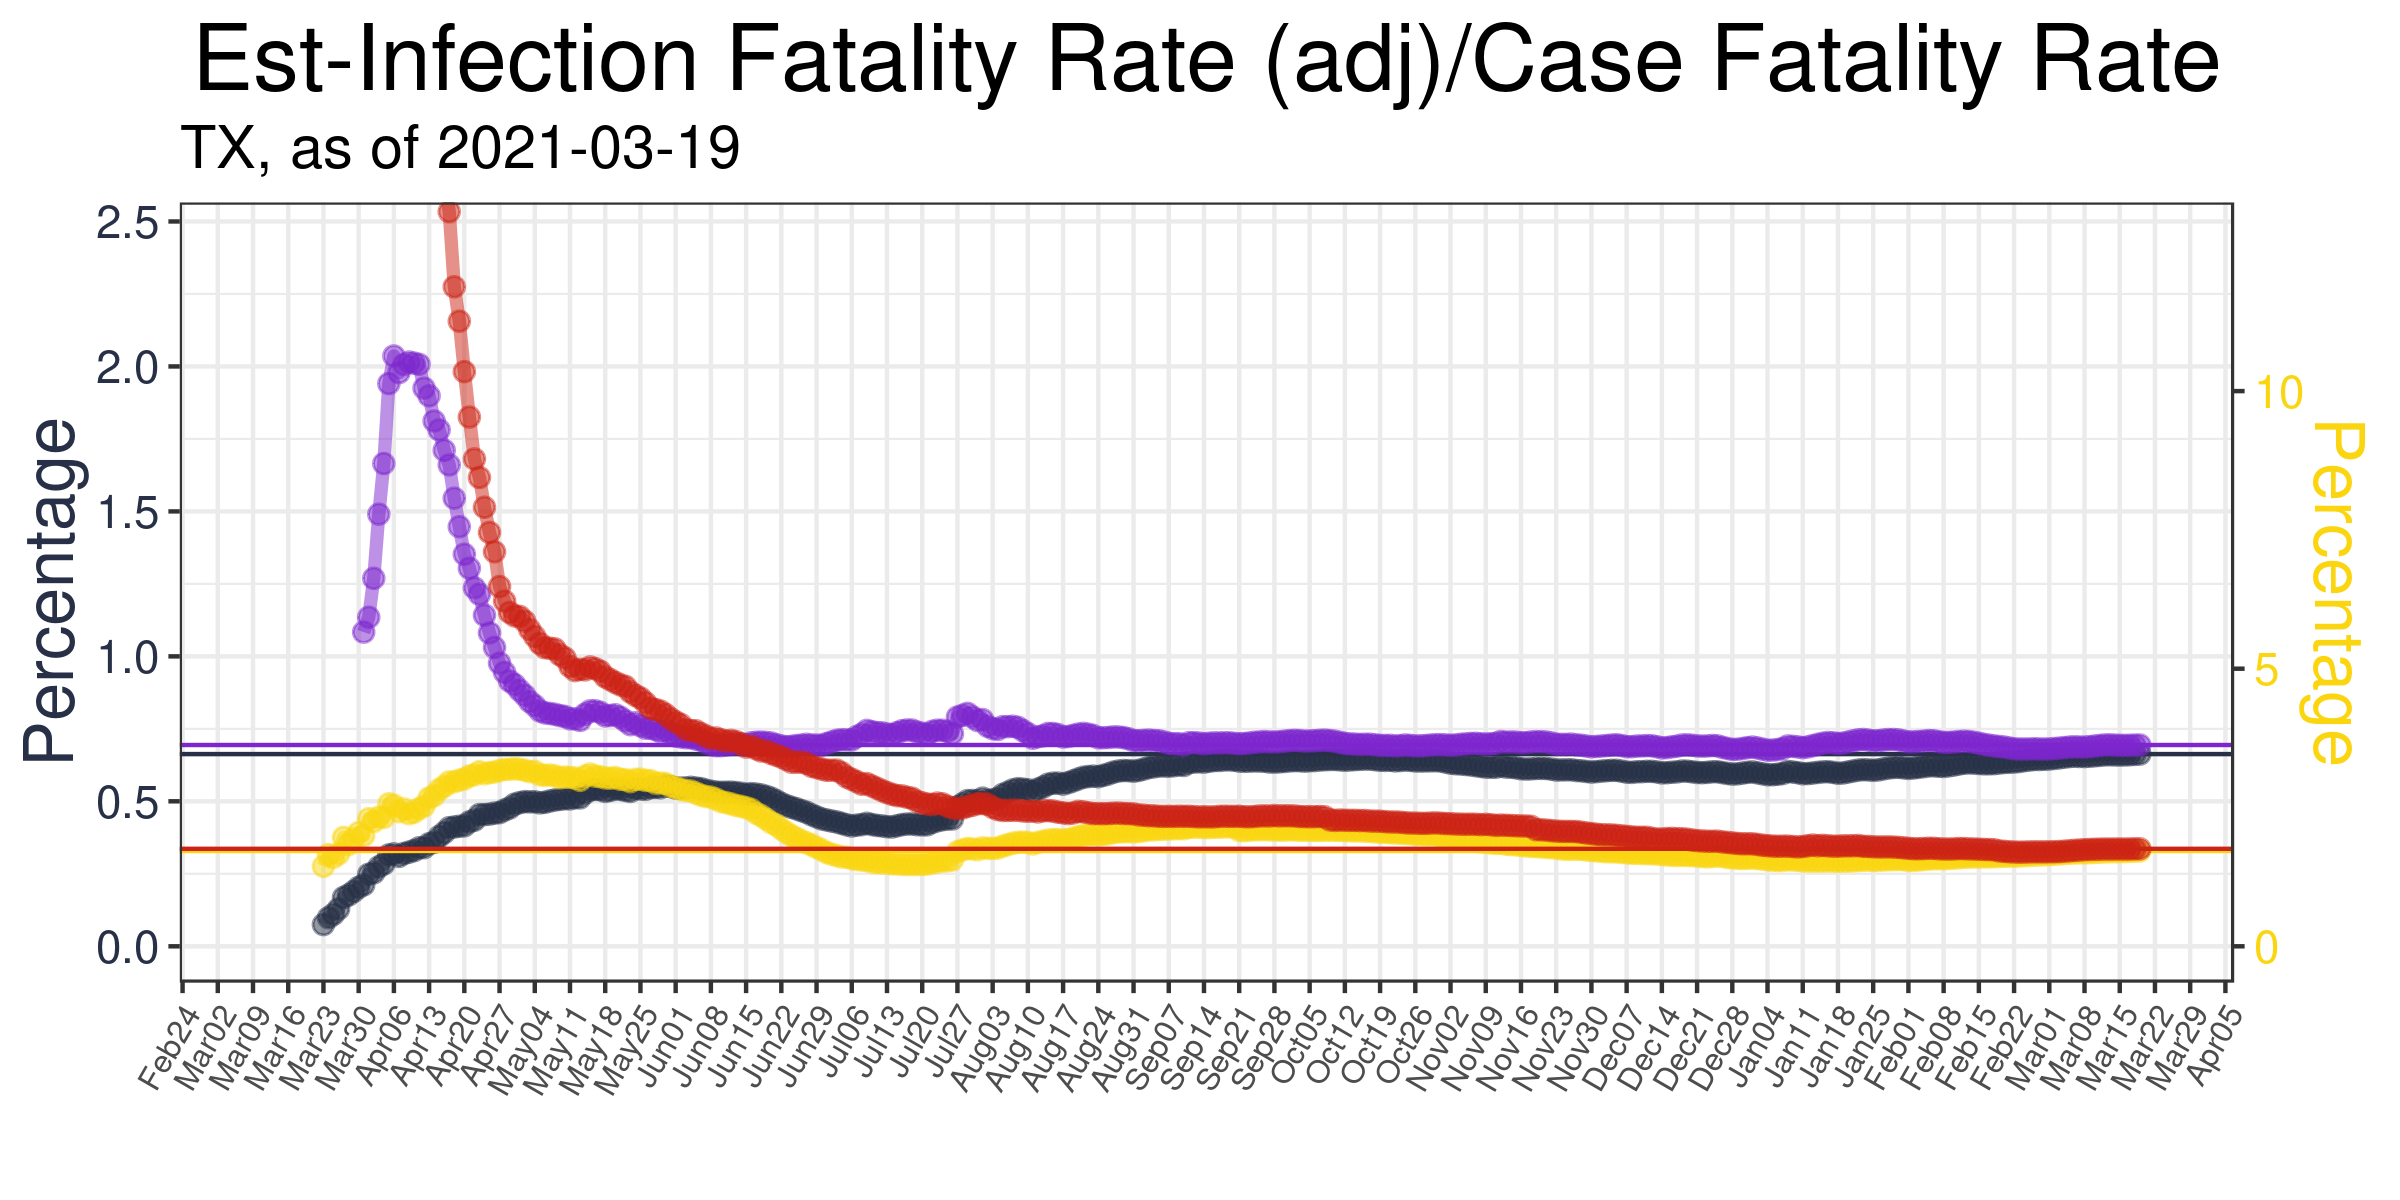 Est-Infection Fatality Rate (adj)/Case Fatality Rate
TX, as of 2021-03-19
Percentage
2.5
2.0
1.5
1.0
0.5
0.0
10
5
0
Percentage
Feb24
Mar02
Mar09
Mar16
Mar23
Mar30
Apr06
Apr13
Apr20
Apr27
May04
May11
May18
May25
Jun01
Jun08
Jun15
Jun22
Jun29
Jul06
Jul13
Jul20
Jul27
Aug03
Aug10
Aug17
Aug24
Aug31
Sep07
Sep14
Sep21
Sep28
Oct05
Oct12
Oct19
Oct26
Nov02
Nov09
Nov16
Nov23
Nov30
Dec07
Dec14
Dec21
Dec28
Jan04
Jan11
Jan18
Jan25
Feb01
Feb08
Feb15
Feb22
Mar01
Mar08
Mar15
Mar22
Mar29
Apr05